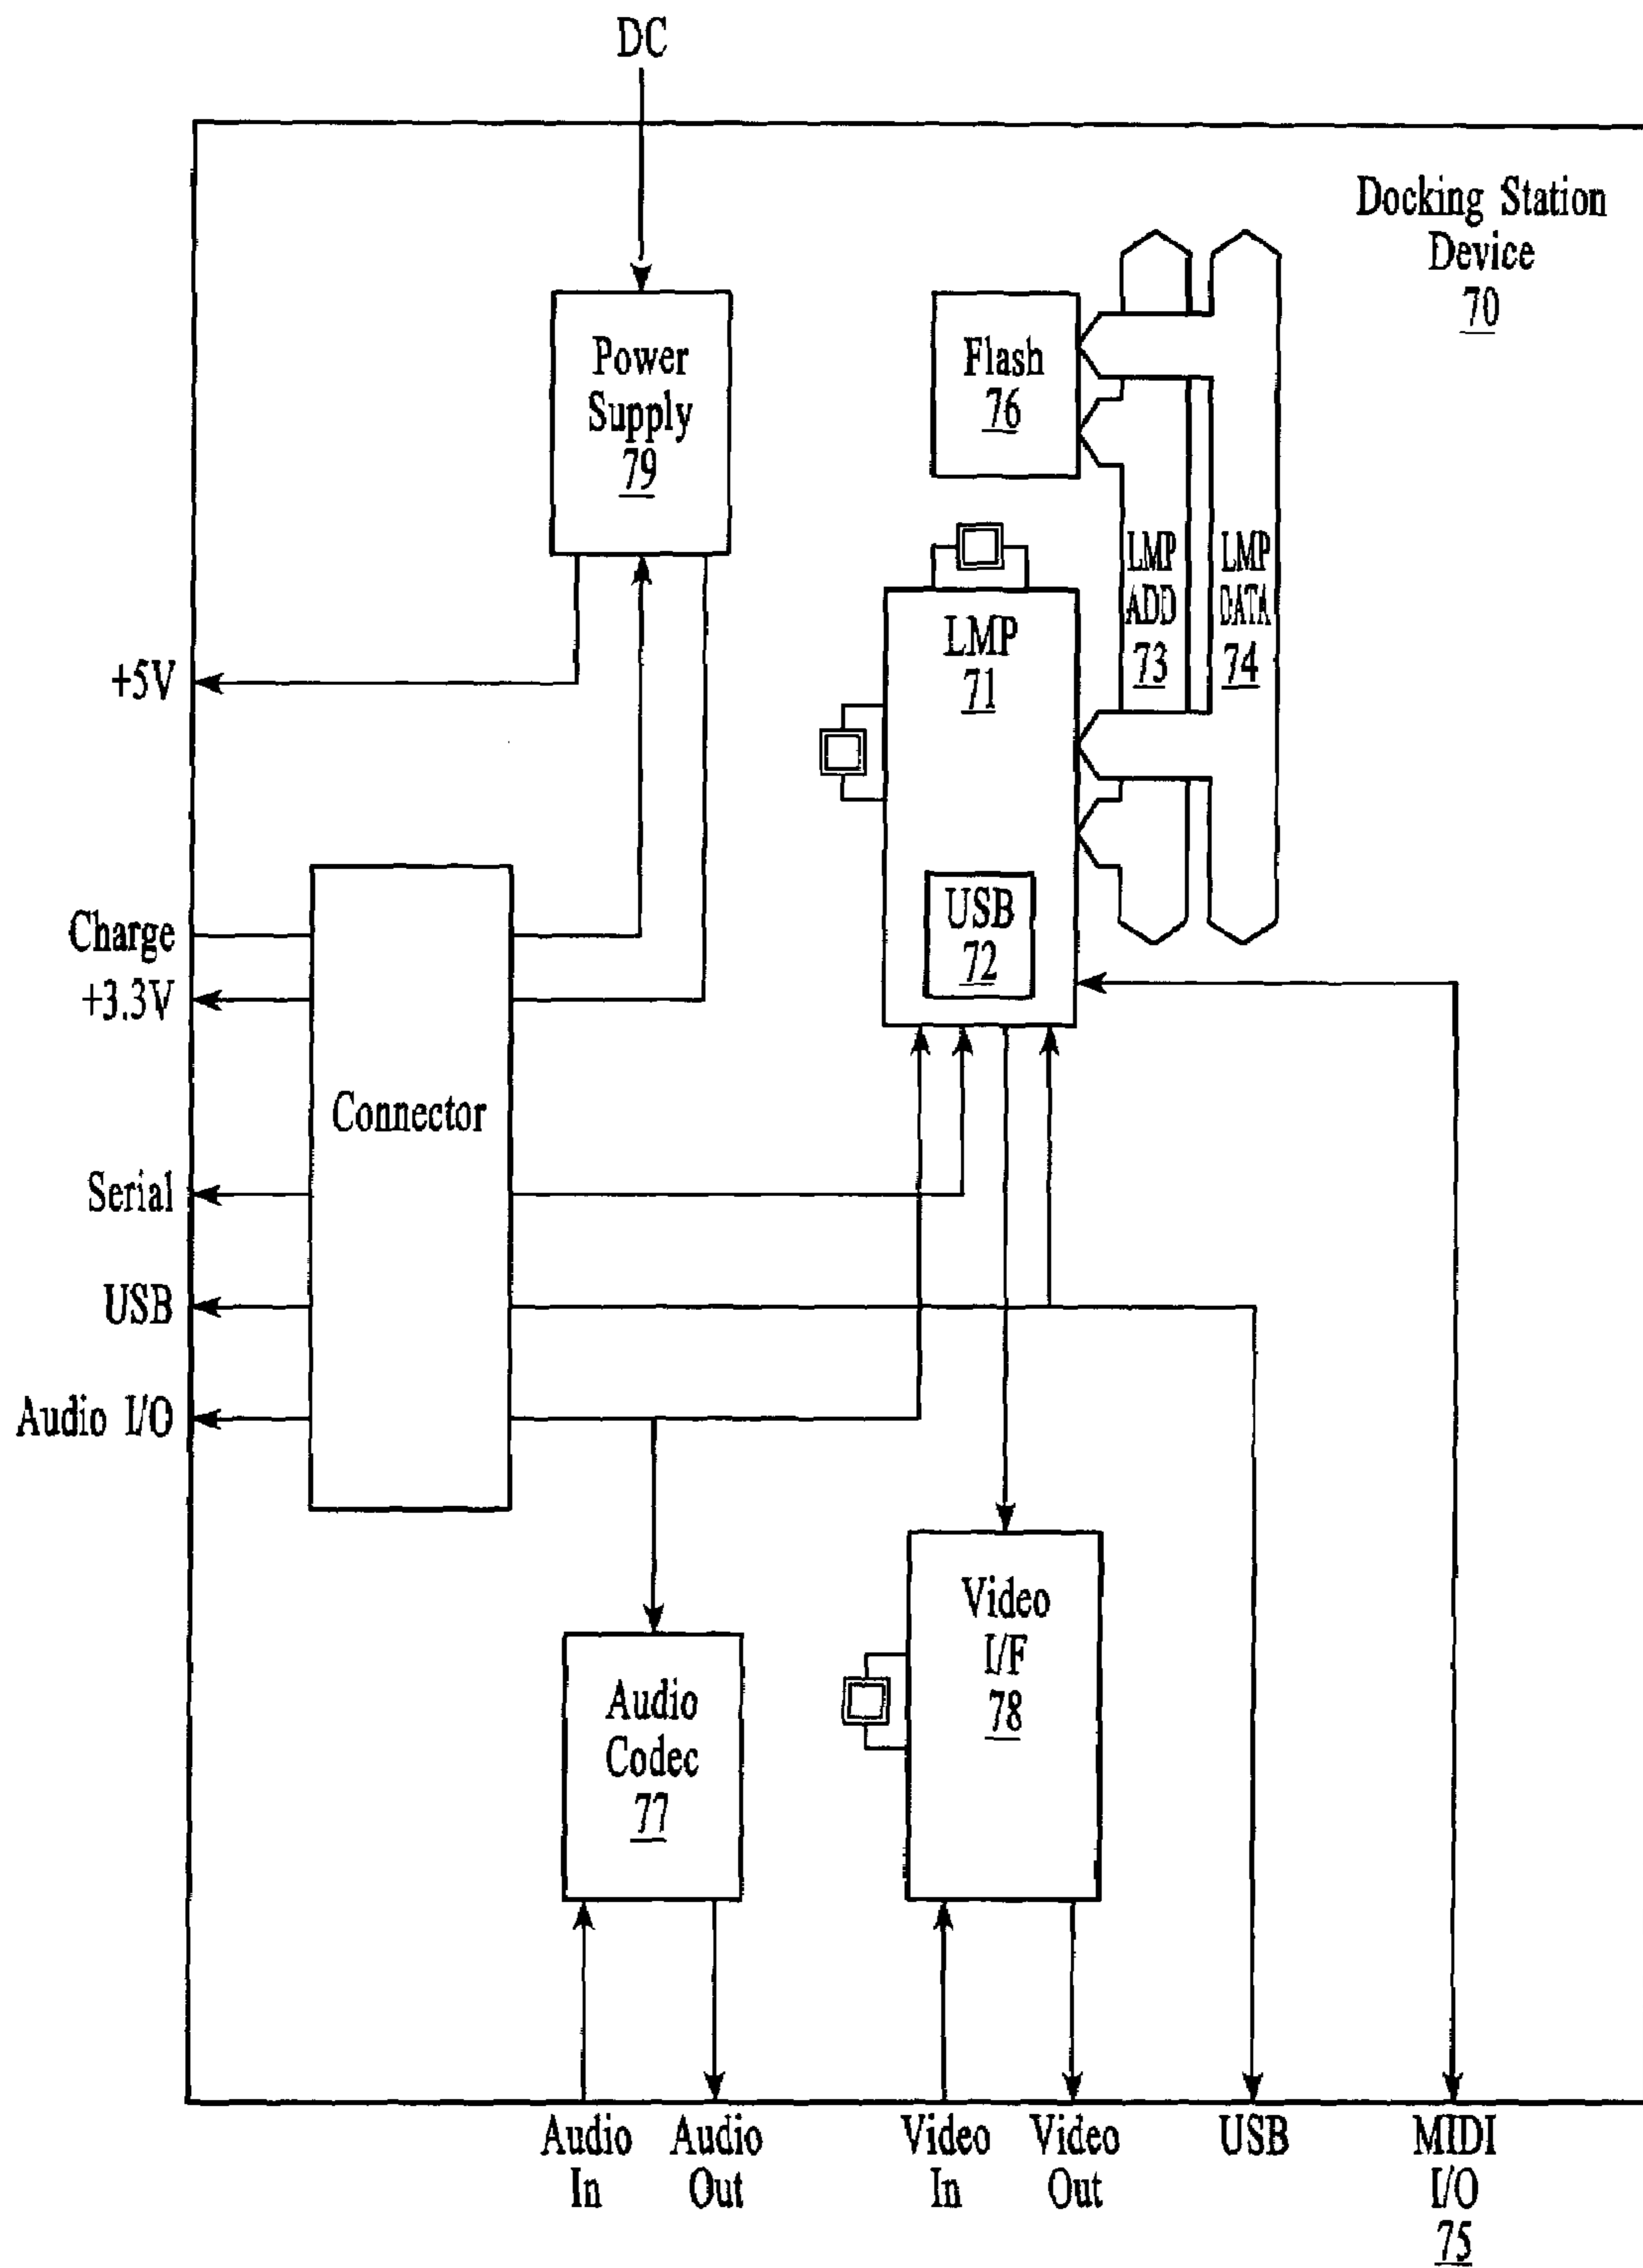 DC
Docking Station
Device
70
Power
Supply
79
Flash
76
LMP
ADD
73
LMP
DATA
74
LMP
71
USB
72
+5V
Charge
+3.3V
Connector
Serial
USB
Audio I/O
Video
I/F
78
Audio
Codec
77
Audio
In
Audio
Out
Video
In
Video
Out
USB
MIDI
I/O
75